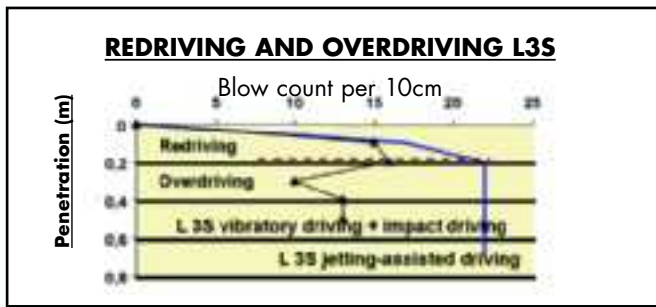 REDRIVING AND OVERDRIVING L3S
Blow count per 10cm
0 5 10 15 20 25
Penetration (m)
0
Redriving
0,2
Overdriving
0,4
L 3S vibratory driving + impact driving
0,6
L 3S jetting-assisted driving
0,8